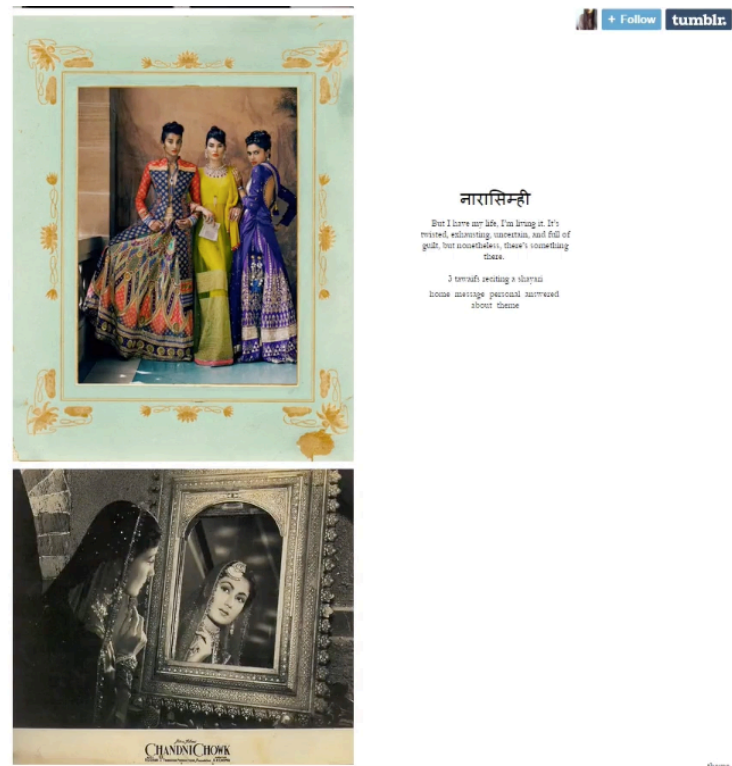 + Follow
tumblr.
नारासिम्ही
But I have my life, I'm living it. It's
twisted, exhausting, uncertain, and full of
guilt, but nonetheless, there's something
there.
3 tawaifs reciting a shayari
home message personal answered
about theme
CHANDNI CHOWK